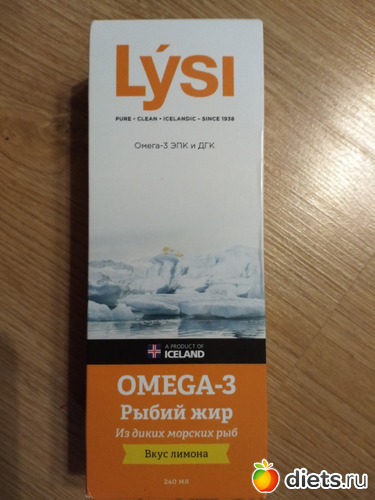 LÝSI
PURE • CLEAN • ICELANDIC • SINCE 1938
Омега-3 ЭПК и ДГК
A PRODUCT OF
ICELAND
OMEGA-3
Рыбий жир
Из диких морских рыб
Вкус лимона
240 мл
diets.ru